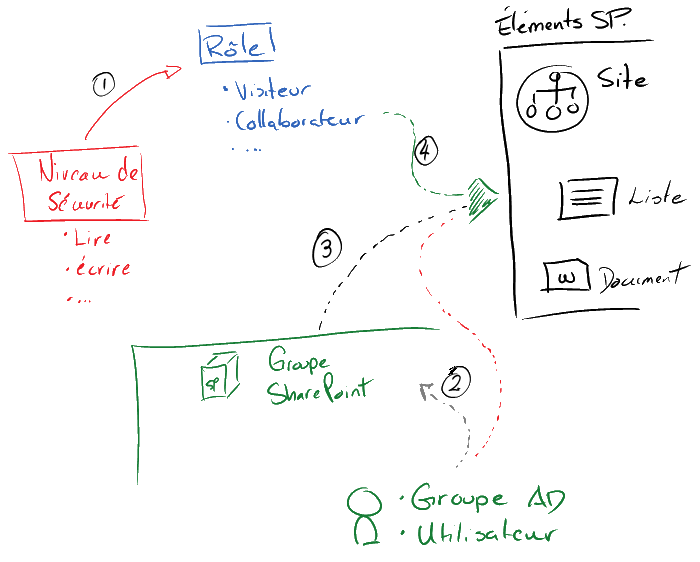 Éléments SP.
Rôle
• Visiteur
• Collaborateur
• ...
Site
1
4
Niveau de
Sécurité
• Lire
• écrire
• ...
Liste
3
W
Document
Groupe
SharePoint
SP
2
• Groupe AD
• Utilisateur